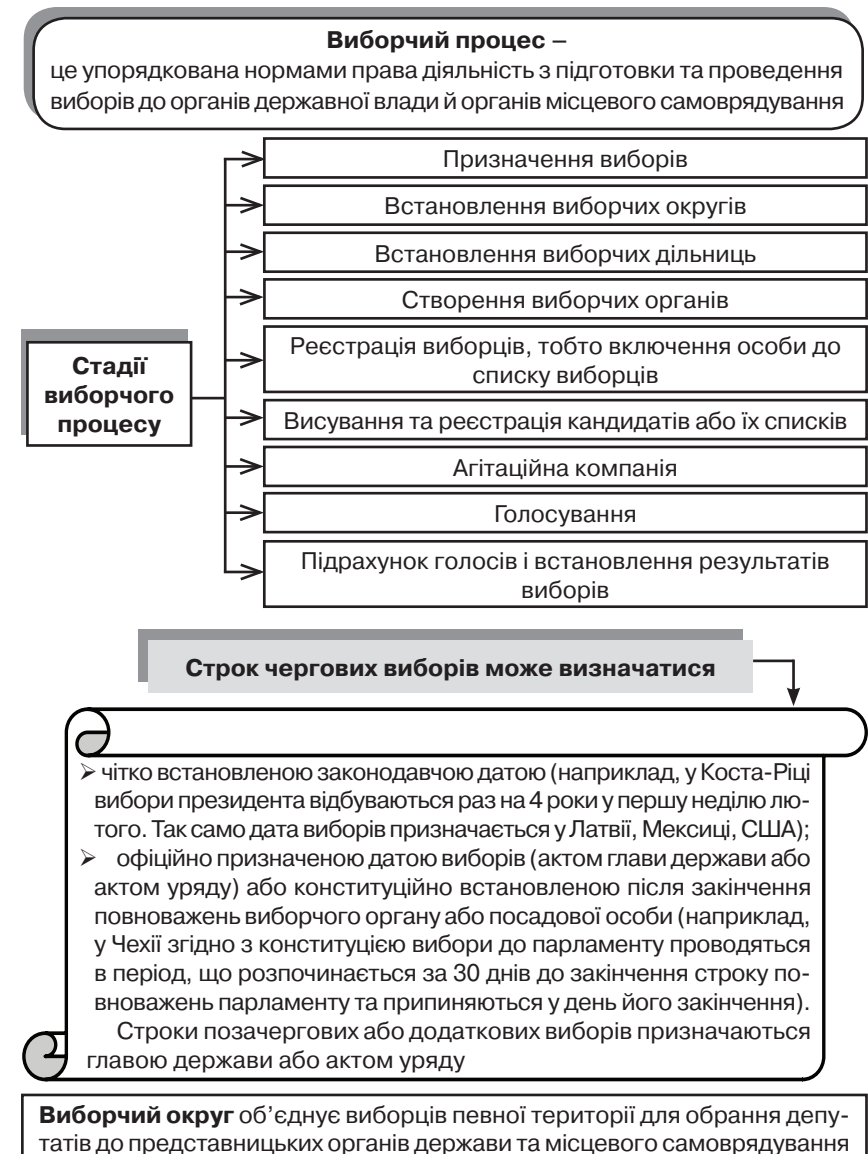 Виборчий процес –
це упорядкована нормами права діяльність з підготовки та проведення
виборів до органів державної влади й органів місцевого самоврядування
Призначення виборів
Встановлення виборчих округів
Встановлення виборчих дільниць
Створення виборчих органів
Стадії
виборчого
процесу
Реєстрація виборців, тобто включення особи до
списку виборців
Висування та реєстрація кандидатів або їх списків
Агітаційна компанія
Голосування
Підрахунок голосів і встановлення результатів
виборів
Строк чергових виборів може визначатися
➢ чітко встановленою законодавчою датою (наприклад, у Коста-Ріці
вибори президента відбуваються раз на 4 роки у першу неділю лю-
того. Так само дата виборів призначається у Латвії, Мексиці, США);
➢ офіційно призначеною датою виборів (актом глави держави або
актом уряду) або конституційно встановленою після закінчення
повноважень виборчого органу або посадової особи (наприклад,
у Чехії згідно з конституцією вибори до парламенту проводяться
в період, що розпочинається за 30 днів до закінчення строку по-
вноважень парламенту та припиняються у день його закінчення).
Строки позачергових або додаткових виборів призначаються
главою держави або актом уряду
Виборчий округ об’єднує виборців певної території для обрання депу-
татів до представницьких органів держави та місцевого самоврядування